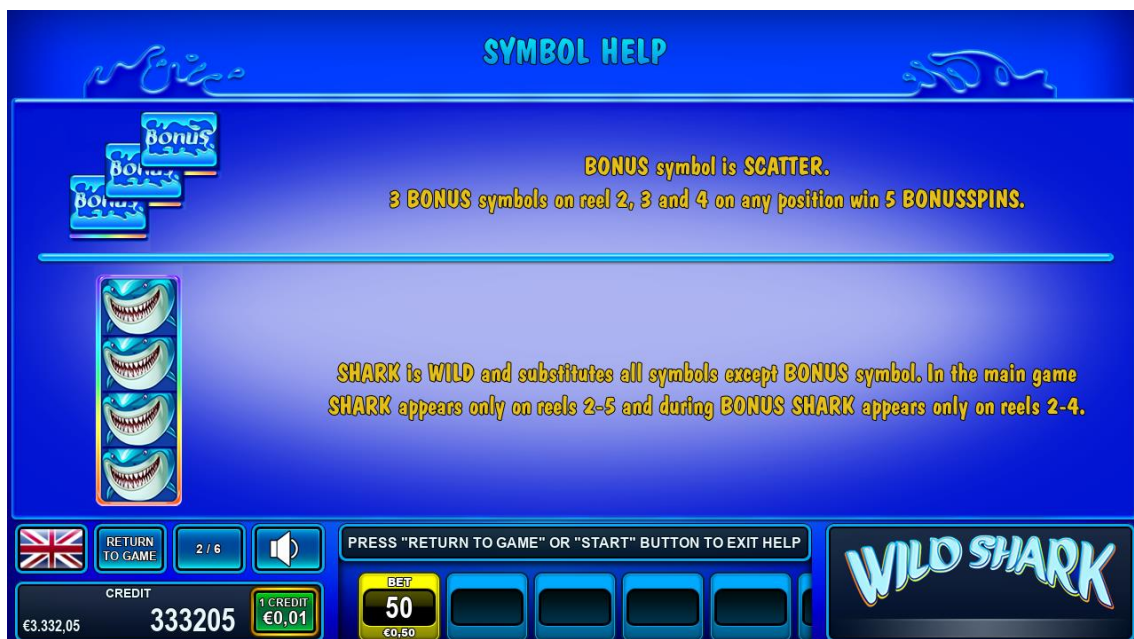 SYMBOL HELP
Bonus
Bonus
Bonus
BONUS symbol is SCATTER.
3 BONUS symbols on reel 2, 3 and 4 on any position win 5 BONUSSPINS.
SHARK is WILD and substitutes all symbols except BONUS symbol. In the main game
SHARK appears only on reels 2-5 and during BONUS SHARK appears only on reels 2-4.
RETURN
TO GAME
2 / 6
PRESS "RETURN TO GAME" OR "START" BUTTON TO EXIT HELP
WILD SHARK
CREDIT
€3.332,05
333205
1 CREDIT
€0,01
BET
50
€0,50